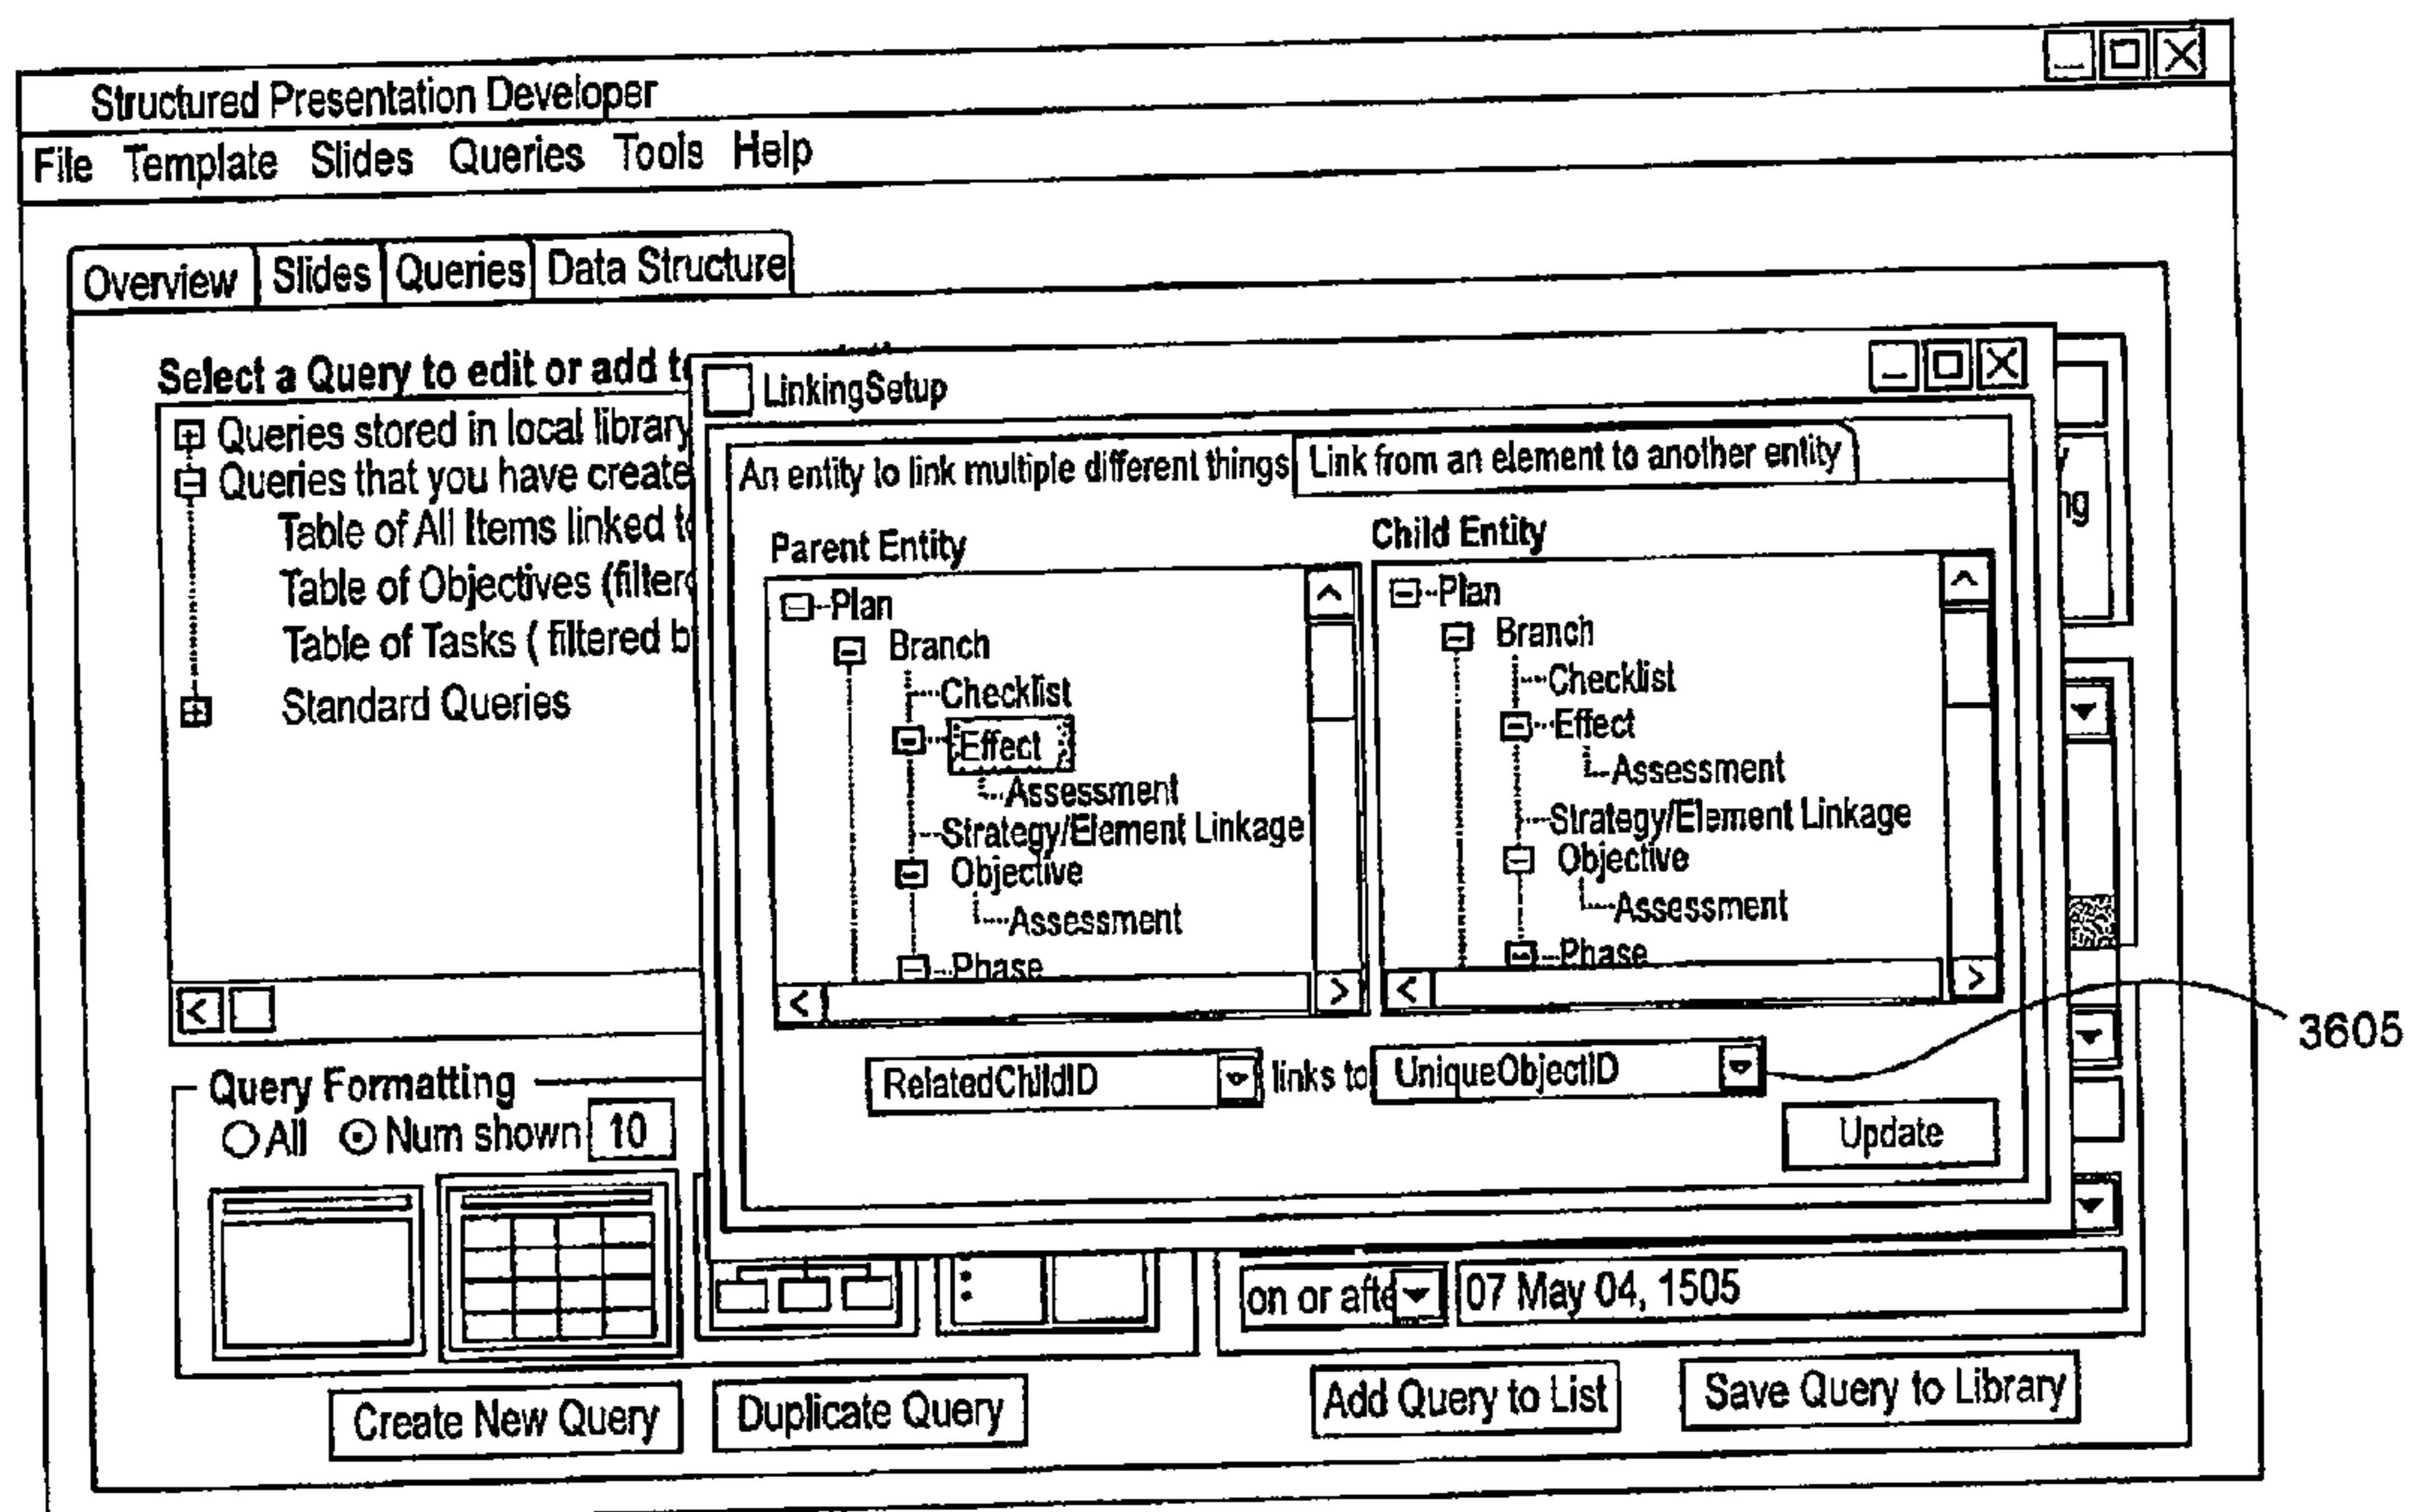 Structured Presentation Developer
File Template Slides Queries Tools Help
Overview Slides Queries Data Structure
Select a Query to edit or add
Queries stored in local library
Queries that you have create
Table of All Items linked
Table of Objectives (filter
Table of Tasks ( filtered b
Standard Queries
LinkingSetup
An entity to link multiple different things Link from an element to another entity
Parent Entity
Plan
Branch
Checklist
Effect
Assessment
Strategy/Element Linkage
Objective
Assessment
Phase
Child Entity
Plan
Branch
Checklist
Effect
Assessment
Strategy/Element Linkage
Objective
Assessment
Phase
RelatedChildID links to UniqueObjectID
Update
3605
ng
Query Formatting
All Num shown 10
on or afte 07 May 04, 1505
Create New Query Duplicate Query Add Query to List Save Query to Library